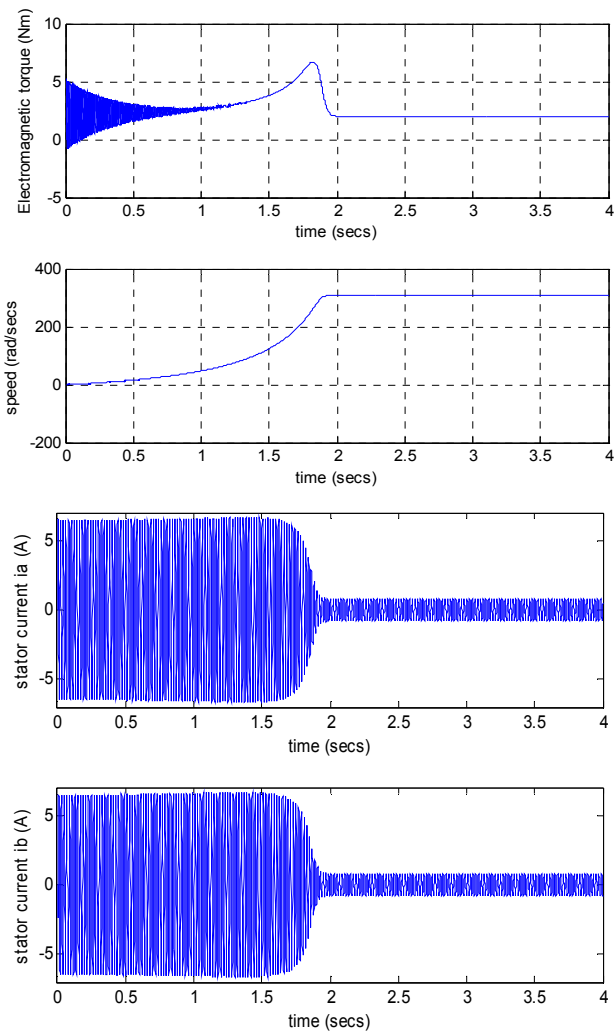 Electromagnetic torque (Nm)
10
5
0
-5
0 0.5 1 1.5 2 2.5 3 3.5 4
time (secs)
speed (rad/secs
400
200
0
-200
0 0.5 1 1.5 2 2.5 3 3.5 4
time (secs)
stator current ia (A)
5
0
-5
0 0.5 1 1.5 2 2.5 3 3.5 4
time (secs)
stator current ib (A)
5
0
-5
0 0.5 1 1.5 2 2.5 3 3.5 4
time (secs)